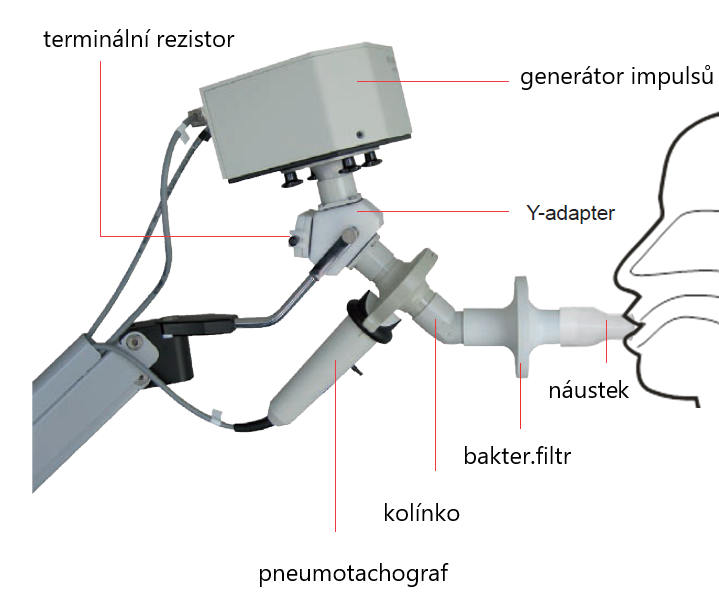 terminální rezistor
generátor impulsů
Y-adapter
náustek
bakter.filtr
kolínko
pneumotachograf